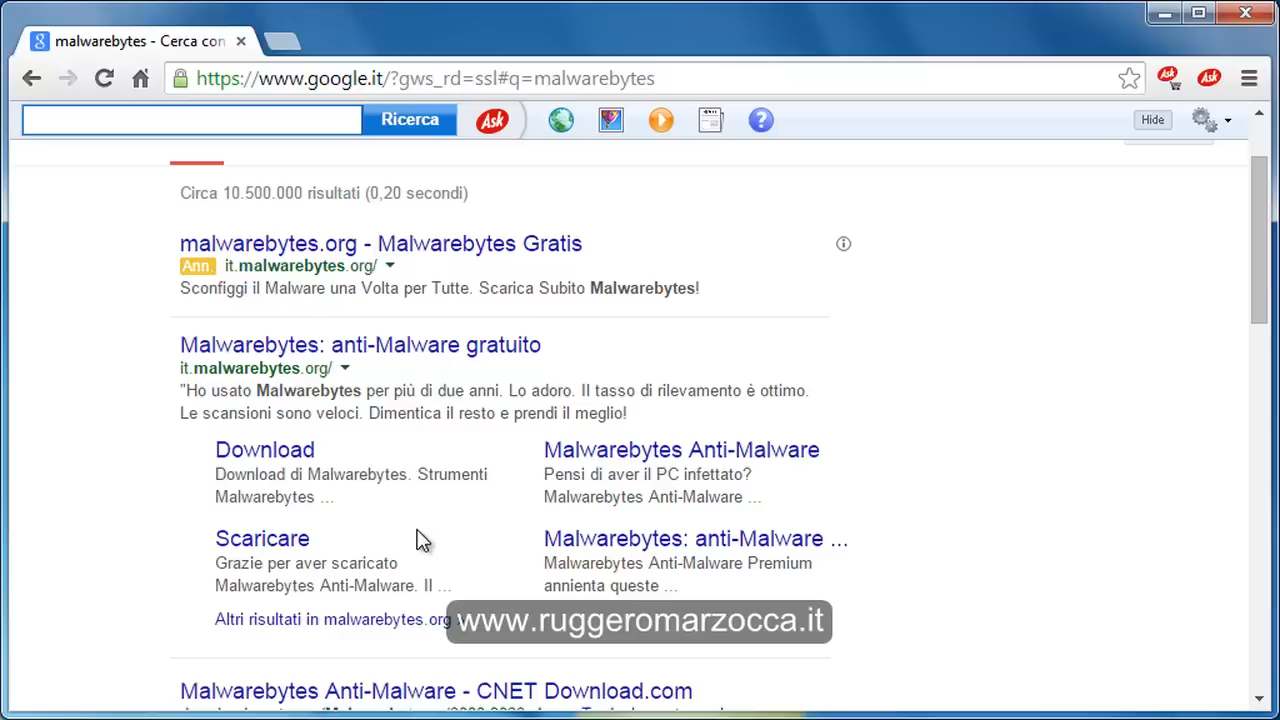 malwarebytes - Cerca con
https://www.google.it/?gws_rd=ssl#q=malwarebytes
Ask
Ask
Ricerca
Ask
Hide
Circa 10.500.000 risultati (0,20 secondi)
malwarebytes.org - Malwarebytes Gratis
Ann. it.malwarebytes.org/
Sconfiggi il Malware una Volta per Tutte. Scarica Subito Malwarebytes!
Malwarebytes: anti-Malware gratuito
it.malwarebytes.org/
"Ho usato Malwarebytes per più di due anni. Lo adoro. Il tasso di rilevamento è ottimo.
Le scansioni sono veloci. Dimentica il resto e prendi il meglio!
Download
Download di Malwarebytes. Strumenti
Malwarebytes ...
Malwarebytes Anti-Malware
Pensi di aver il PC infettato?
Malwarebytes Anti-Malware ...
Scaricare
Grazie per aver scaricato
Malwarebytes Anti-Malware. Il ...
Malwarebytes: anti-Malware ...
Malwarebytes Anti-Malware Premium
annienta queste ...
Altri risultati in malwarebytes.org
www.ruggeromarzocca.it
Malwarebytes Anti-Malware - CNET Download.com